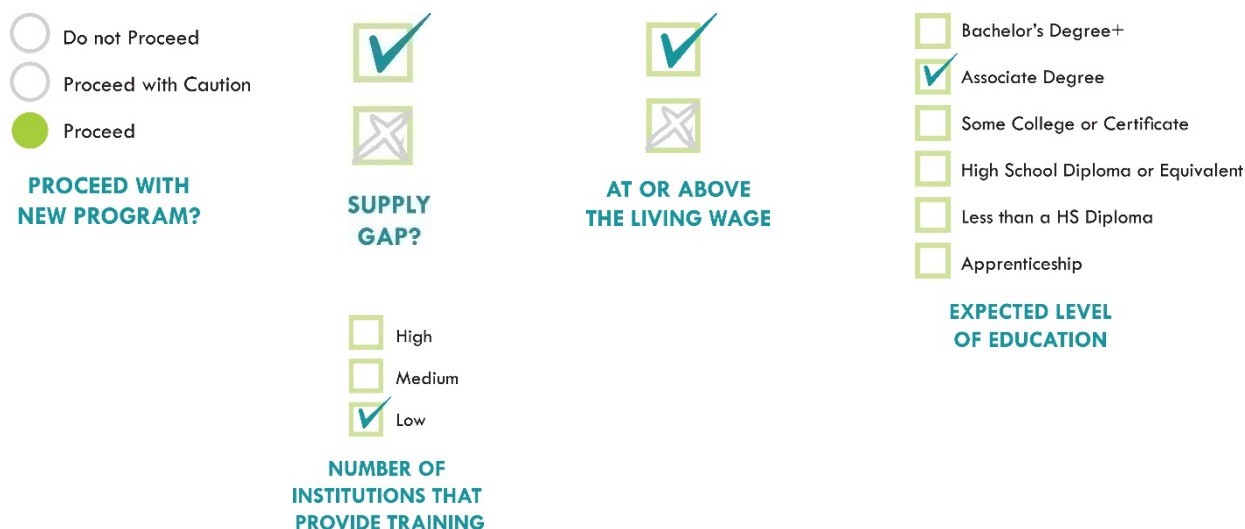 Do not Proceed
Proceed with Caution
Proceed
PROCEED WITH
NEW PROGRAM?
SUPPLY
GAP?
AT OR ABOVE
THE LIVING WAGE
Bachelor's Degree+
Associate Degree
Some College or Certificate
High School Diploma or Equivalent
Less than a HS Diploma
Apprenticeship
EXPECTED LEVEL
OF EDUCATION
High
Medium
Low
NUMBER OF
INSTITUTIONS THAT
PROVIDE TRAINING